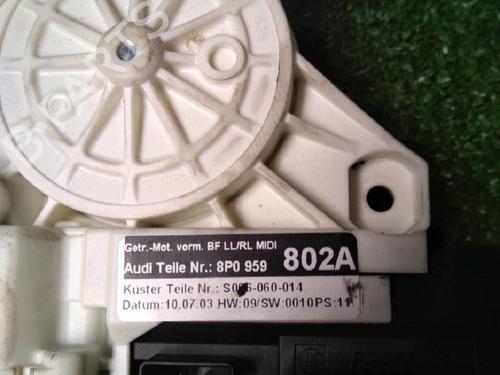 Getr.-Mot. vorm. BF LL/RL MIDI
Audi Teile Nr.: 8P0 959 802A
Küster Teile Nr.: S086-060-014
Datum:10.07.03 HW:09/SW:0010PS:11